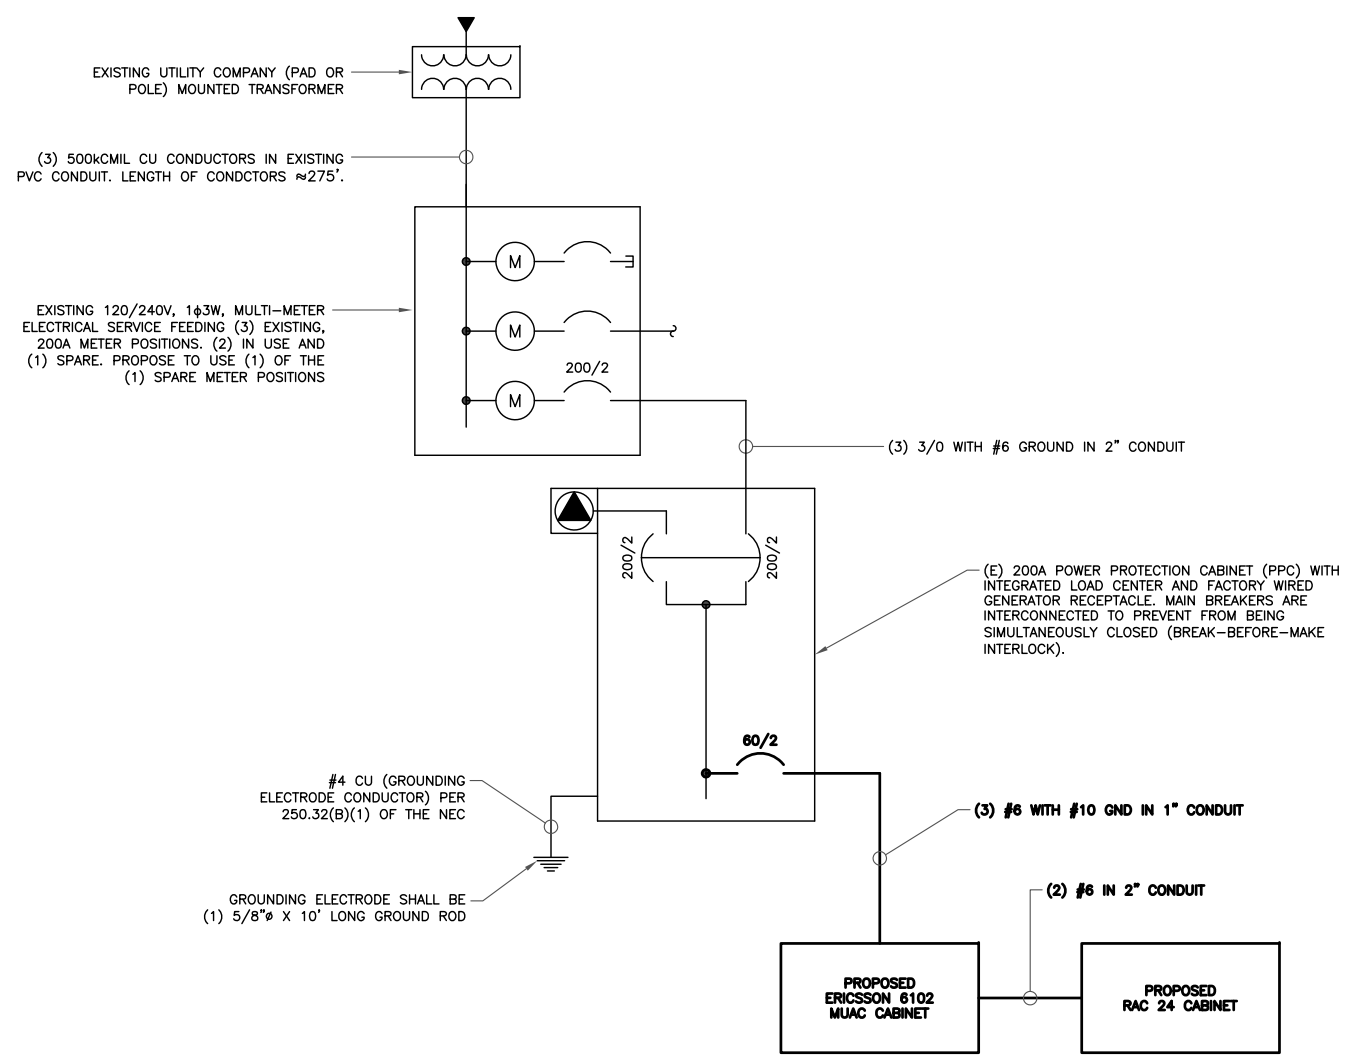 EXISTING UTILITY COMPANY (PAD OR
POLE) MOUNTED TRANSFORMER
(3) 500kCMIL CU CONDUCTORS IN EXISTING
PVC CONDUIT. LENGTH OF CONDCTORS ≈275'.
M
M
200/2
M
EXISTING 120/240V, 1ϕ3W, MULTI-METER
ELECTRICAL SERVICE FEEDING (3) EXISTING,
200A METER POSITIONS. (2) IN USE AND
(1) SPARE. PROPOSE TO USE (1) OF THE
(1) SPARE METER POSITIONS
(3) 3/0 WITH #6 GROUND IN 2" CONDUIT
200/2
200/2
(E) 200A POWER PROTECTION CABINET (PPC) WITH
INTEGRATED LOAD CENTER AND FACTORY WIRED
GENERATOR RECEPTACLE. MAIN BREAKERS ARE
INTERCONNECTED TO PREVENT FROM BEING
SIMULTANEOUSLY CLOSED (BREAK-BEFORE-MAKE
INTERLOCK).
60/2
#4 CU (GROUNDING
ELECTRODE CONDUCTOR) PER
250.32(B)(1) OF THE NEC
(3) #6 WITH #10 GND IN 1" CONDUIT
GROUNDING ELECTRODE SHALL BE
(1) 5/8"ø X 10' LONG GROUND ROD
(2) #6 IN 2" CONDUIT
PROPOSED
ERICSSON 6102
MUAC CABINET
PROPOSED
RAC 24 CABINET